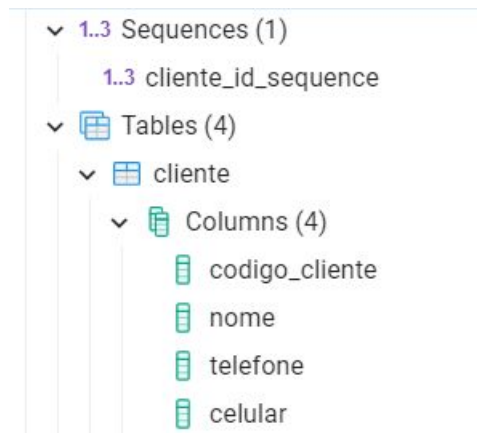 1..3 Sequences (1)
1..3 cliente_id_sequence
Tables (4)
cliente
Columns (4)
codigo_cliente
nome
telefone
celular